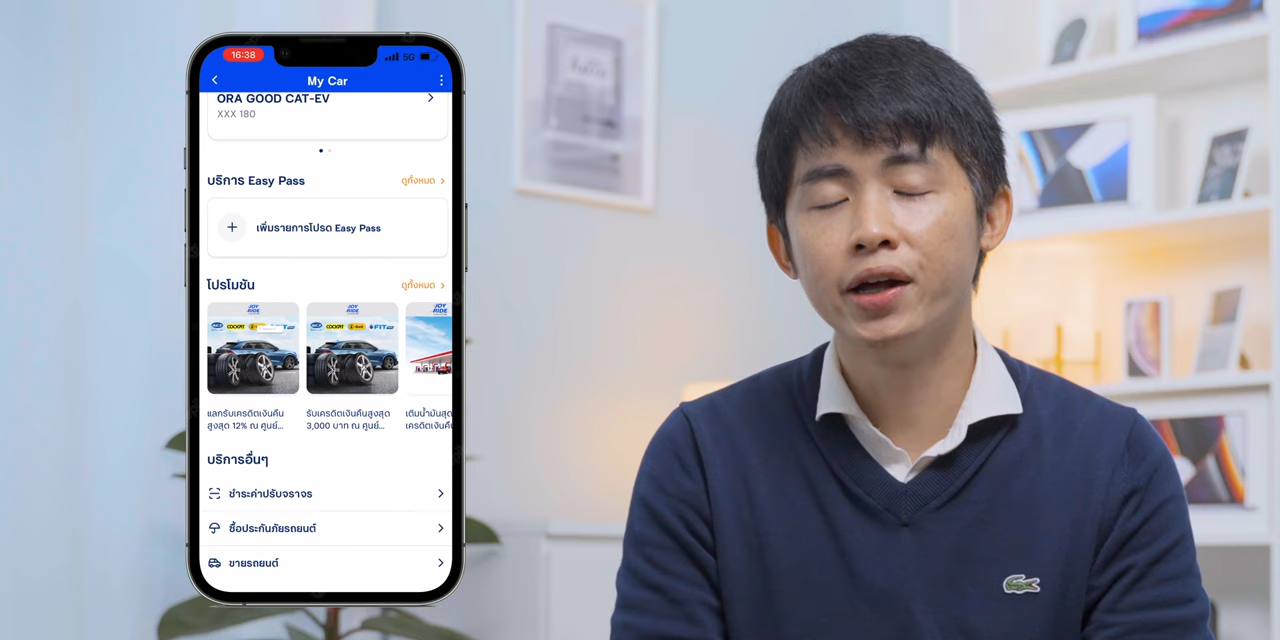 16:38
5G
My Car
ORA GOOD CAT-EV
XXX 180
บริการ Easy Pass
ดูทั้งหมด
เพิ่มรายการโปรด Easy Pass
โปรโมชัน
ดูทั้งหมด
JOY RIDE
COCKPIT
FIT
JOY RIDE
COCKPIT
FIT
JOY RIDE
แลกรับเครดิตเงินคืน
สูงสุด 12% ณ ศูนย์...
รับเครดิตเงินคืนสูงสุด
3,000 บาท ณ ศูนย์...
เติมน้ำมันสุด
เครดิตเงินคื
บริการอื่นๆ
ชำระค่าปรับจราจร
ซื้อประกันภัยรถยนต์
ขายรถยนต์